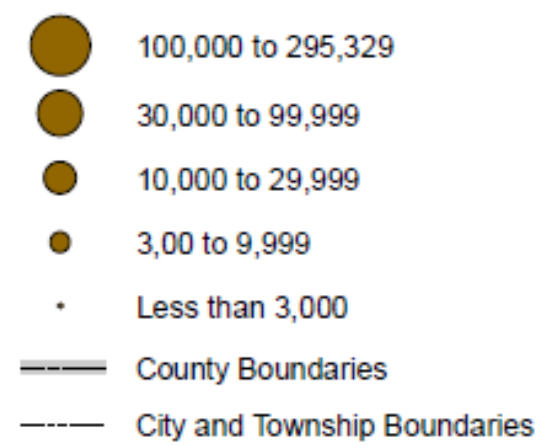 100,000 to 295,329
30,000 to 99,999
10,000 to 29,999
3,00 to 9,999
Less than 3,000
County Boundaries
City and Township Boundaries